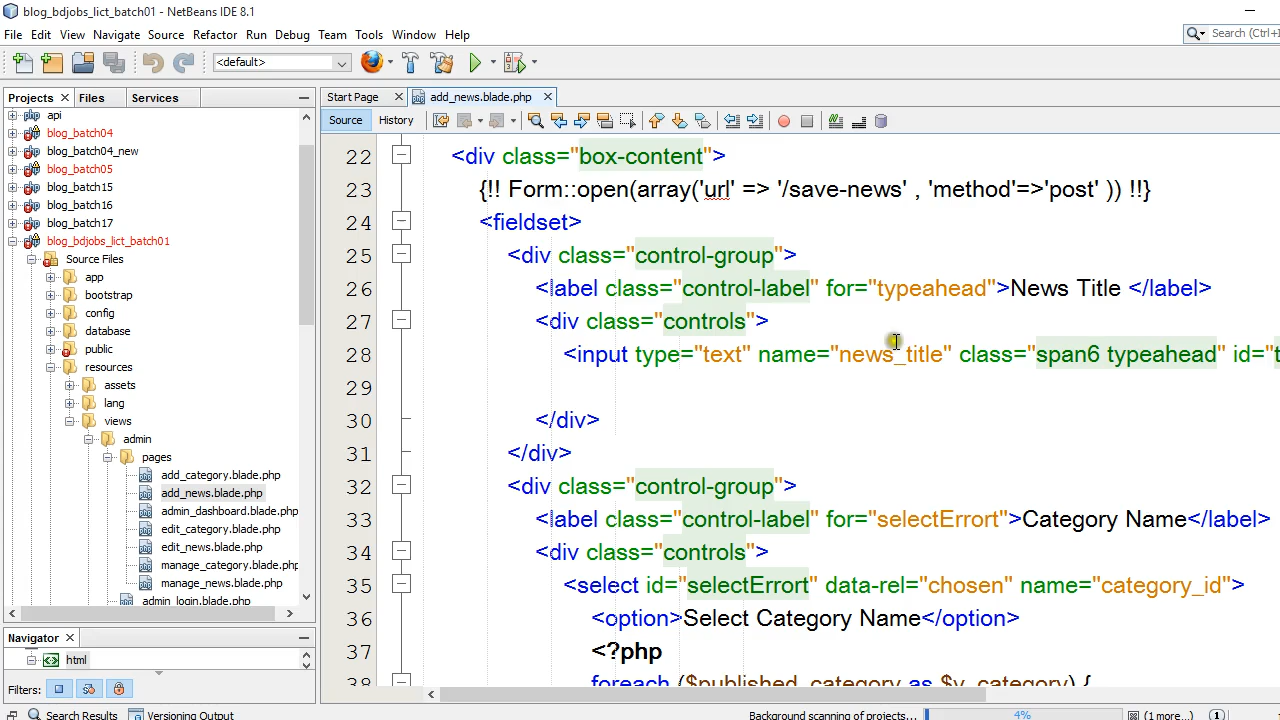 blog_bdjobs_lict_batch01 - NetBeans IDE 8.1
File Edit View Navigate Source Refactor Run Debug Team Tools Window Help
Search (Ctrl+I
<default>
Projects Files Services
Start Page add_news.blade.php
Source History
api
blog_batch04
blog_batch04_new
blog_batch05
blog_batch15
blog_batch16
blog_batch17
blog_bdjobs_lict_batch01
Source Files
app
bootstrap
config
database
public
resources
assets
lang
views
admin
pages
add_category.blade.php
add_news.blade.php
admin_dashboard.blade.php
edit_category.blade.php
edit_news.blade.php
manage_category.blade.php
manage_news.blade.php
admin_login.blade.php
Navigator
html
Filters:
22 <div class="box-content">
23 {!! Form::open(array('url' => '/save-news' , 'method'=>'post' )) !!}
24 <fieldset>
25 <div class="control-group">
26 <label class="control-label" for="typeahead">News Title </label>
27 <div class="controls">
28 <input type="text" name="news_title" class="span6 typeahead" id="t
29
30 </div>
31 </div>
32 <div class="control-group">
33 <label class="control-label" for="selectErrort">Category Name</label>
34 <div class="controls">
35 <select id="selectErrort" data-rel="chosen" name="category_id">
36 <option>Select Category Name</option>
37 <?php
38 foreach ($published_category as $v_category) {
Search Results Versioning Output Background scanning of projects... 4% (1 more...) 1